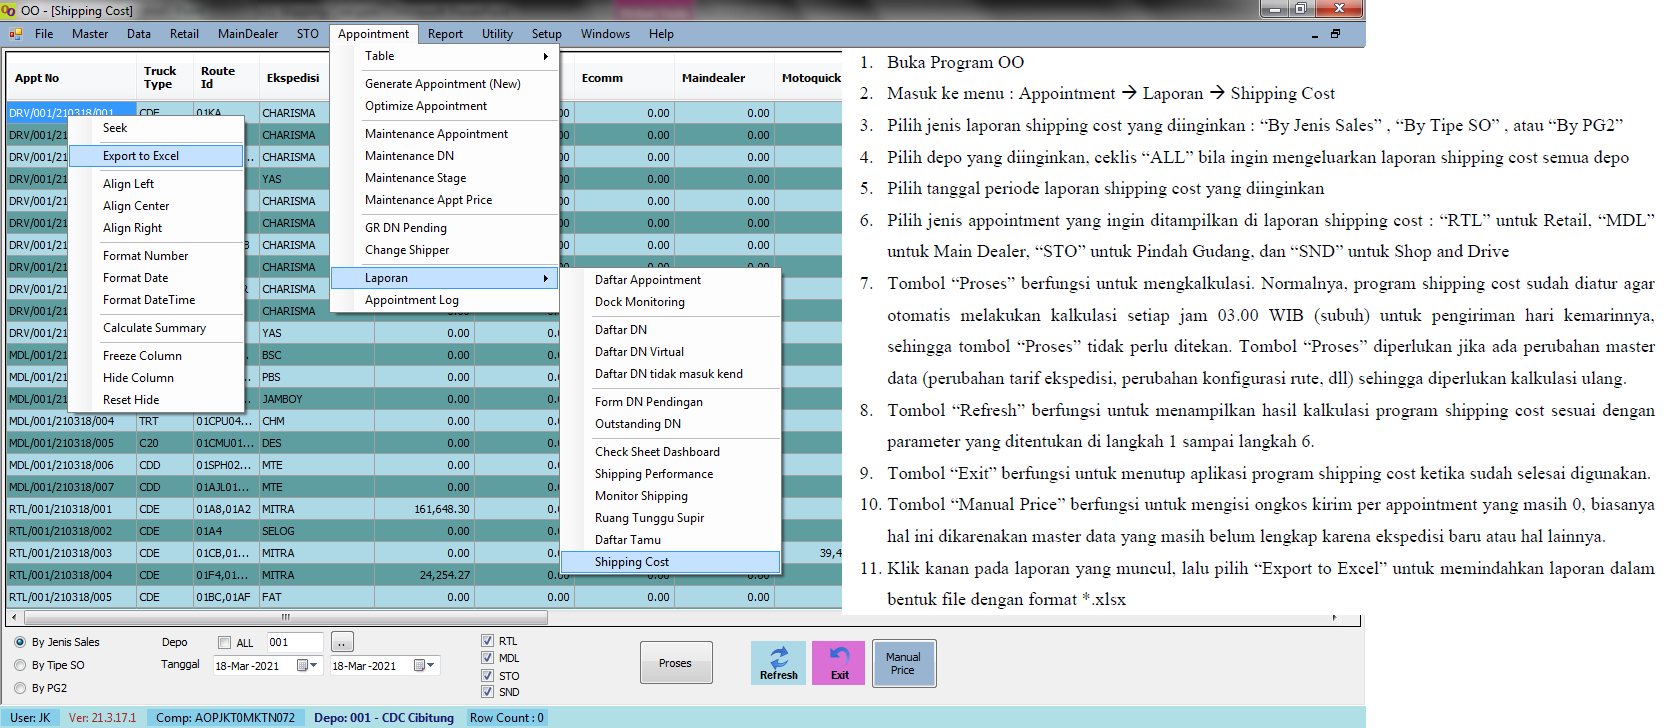 OO - [Shipping Cost]
File Master Data Retail MainDealer STO Appointment Report Utility Setup Windows Help
Appt No Truck Type Route Id Ekspedisi Ecomm Maindealer Motoquick
DRV/001/210318/001 CDE 01KA CHARISMA 0.00 0.00
DRV/001/21 CHARISMA 0.00 0.00
DRV/001/21 CHARISMA 0.00 0.00
DRV/001/21 YAS 0.00 0.00
DRV/001/21 CHARISMA 0.00 0.00
DRV/001/21 CHARISMA 0.00 0.00
DRV/001/21 CHARISMA 0.00 0.00
DRV/001/21 CHARISMA 0.00 0.00
DRV/001/21 CHARISMA 0.00 0.00
DRV/001/21 CHARISMA 0.00 0.00
DRV/001/21 YAS 0.00 0.
MDL/001/21 BSC 0.00 0.
MDL/001/21 PBS 0.00 0.
MDL/001/21 JAMBOY 0.00 0.
MDL/001/210318/004 TRT 01CPU04... CHM 0.00 0.
MDL/001/210318/005 C20 01CMU01... DES 0.00 0.
MDL/001/210318/006 CDD 01SPH02... MTE 0.00 0.
MDL/001/210318/007 CDD 01AJL01... MTE 0.00 0.
RTL/001/210318/001 CDE 01A8,01A2 MITRA 161,648.30 0.
RTL/001/210318/002 CDE 01A4 SELOG 0.00 0.
RTL/001/210318/003 CDE 01CB,01... MITRA 0.00 0. 39,4
RTL/001/210318/004 CDE 01F4,01... MITRA 24,254.27 0.00 0.00 0.00
RTL/001/210318/005 CDE 01BC,01AF FAT 0.00 0.00 0.00 0.00
Seek
Export to Excel
Align Left
Align Center
Align Right
Format Number
Format Date
Format DateTime
Calculate Summary
Freeze Column
Hide Column
Reset Hide
Table
Generate Appointment (New)
Optimize Appointment
Maintenance Appointment
Maintenance DN
Maintenance Stage
Maintenance Appt Price
GR DN Pending
Change Shipper
Laporan
Appointment Log
Daftar Appointment
Dock Monitoring
Daftar DN
Daftar DN Virtual
Daftar DN tidak masuk kend
Form DN Pendingan
Outstanding DN
Check Sheet Dashboard
Shipping Performance
Monitor Shipping
Ruang Tunggu Supir
Daftar Tamu
Shipping Cost
By Jenis Sales
By Tipe SO
By PG2
Depo ALL 001 ..
Tanggal 18-Mar-2021 18-Mar-2021
RTL
MDL
STO
SND
Proses
Refresh
Exit
Manual
Price
User: JK Ver: 21.3.17.1 Comp: AOPJKT0MKTN072 Depo: 001 - CDC Cibitung Row Count : 0
1. Buka Program OO
2. Masuk ke menu : Appointment → Laporan → Shipping Cost
3. Pilih jenis laporan shipping cost yang diinginkan : “By Jenis Sales” , “By Tipe SO” , atau “By PG2”
4. Pilih depo yang diinginkan, ceklis “ALL” bila ingin mengeluarkan laporan shipping cost semua depo
5. Pilih tanggal periode laporan shipping cost yang diinginkan
6. Pilih jenis appointment yang ingin ditampilkan di laporan shipping cost : “RTL” untuk Retail, “MDL”
untuk Main Dealer, “STO” untuk Pindah Gudang, dan “SND” untuk Shop and Drive
7. Tombol “Proses” berfungsi untuk mengkalkulasi. Normalnya, program shipping cost sudah diatur agar
otomatis melakukan kalkulasi setiap jam 03.00 WIB (subuh) untuk pengiriman hari kemarinnya,
sehingga tombol “Proses” tidak perlu ditekan. Tombol “Proses” diperlukan jika ada perubahan master
data (perubahan tarif ekspedisi, perubahan konfigurasi rute, dll) sehingga diperlukan kalkulasi ulang.
8. Tombol “Refresh” berfungsi untuk menampilkan hasil kalkulasi program shipping cost sesuai dengan
parameter yang ditentukan di langkah 1 sampai langkah 6.
9. Tombol “Exit” berfungsi untuk menutup aplikasi program shipping cost ketika sudah selesai digunakan.
10. Tombol “Manual Price” berfungsi untuk mengisi ongkos kirim per appointment yang masih 0, biasanya
hal ini dikarenakan master data yang masih belum lengkap karena ekspedisi baru atau hal lainnya.
11. Klik kanan pada laporan yang muncul, lalu pilih “Export to Excel” untuk memindahkan laporan dalam
bentuk file dengan format *.xlsx